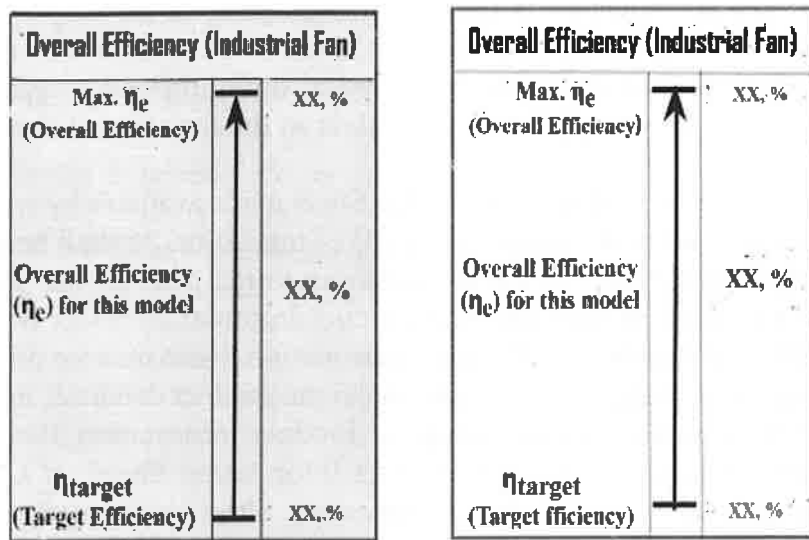 Overall Efficiency (Industrial Fan)
Max. ηe XX, %
(Overall Efficiency)
Overall Efficiency
(ηe) for this model XX, %
ηtarget
(Target Efficiency) XX, %
Overall Efficiency (Industrial Fan)
Max. ηe XX, %
(Overall Efficiency)
Overall Efficiency
(ηe) for this model XX, %
ηtarget
(Target fficiency) XX, %